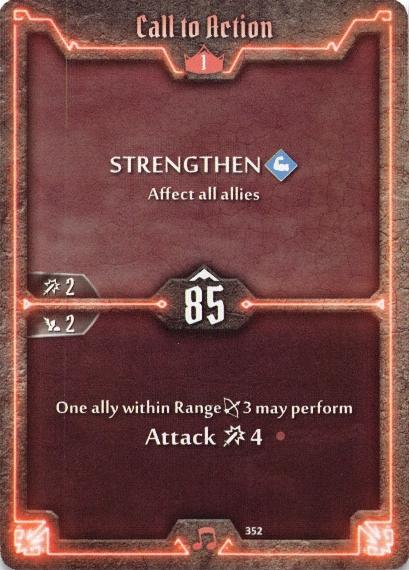 Call to Action
1
STRENGTHEN
Affect all allies
2
85
2
One ally within Range 3 may perform
Attack 4
352